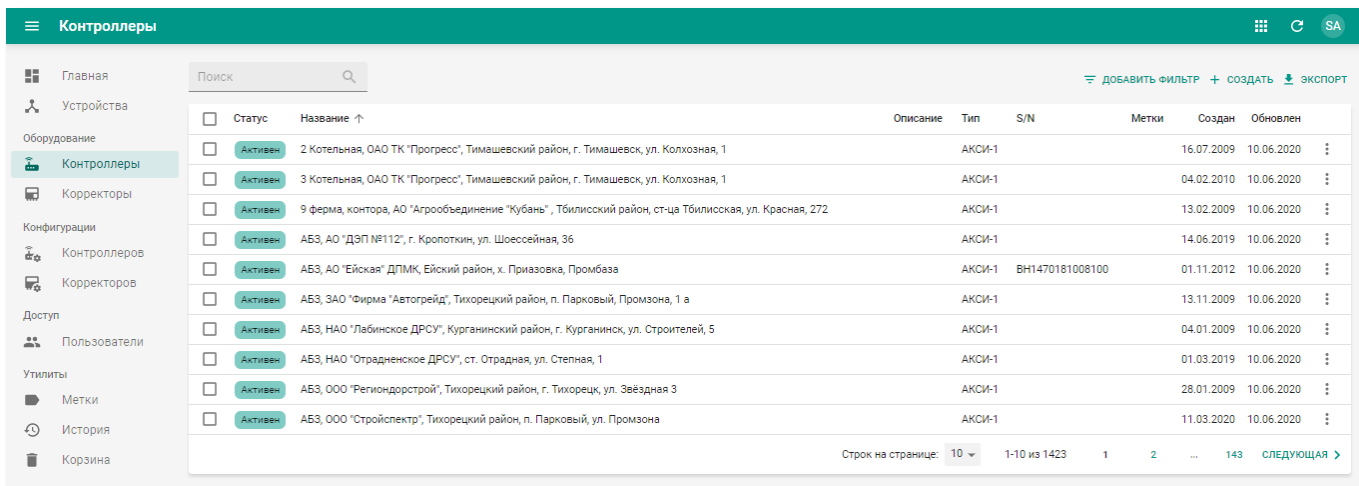 Контроллеры
SA
Главная
Устройства
Оборудование
Контроллеры
Корректоры
Конфигурации
Контроллеров
Корректоров
Доступ
Пользователи
Утилиты
Метки
История
Корзина
Поиск
ДОБАВИТЬ ФИЛЬТР + СОЗДАТЬ ЭКСПОРТ
Статус Название ↑ Описание Тип S/N Метки Создан Обновлен
Активен 2 Котельная, ОАО ТК "Прогресс", Тимашевский район, г. Тимашевск, ул. Колхозная, 1 АКСИ-1 16.07.2009 10.06.2020
Активен 3 Котельная, ОАО ТК "Прогресс", Тимашевский район, г. Тимашевск, ул. Колхозная, 1 АКСИ-1 04.02.2010 10.06.2020
Активен 9 ферма, контора, АО "Агрообъединение "Кубань" , Тбилисский район, ст-ца Тбилисская, ул. Красная, 272 АКСИ-1 13.02.2009 10.06.2020
Активен АБЗ, АО "ДЭП №112", г. Кропоткин, ул. Шоессейная, 36 АКСИ-1 14.06.2019 10.06.2020
Активен АБЗ, АО "Ейская" ДПМК, Ейский район, х. Приазовка, Промбаза АКСИ-1 BH1470181008100 01.11.2012 10.06.2020
Активен АБЗ, ЗАО "Фирма "Автогрейд", Тихорецкий район, п. Парковый, Промзона, 1 а АКСИ-1 13.11.2009 10.06.2020
Активен АБЗ, НАО "Лабинское ДРСУ", Курганинский район, г. Курганинск, ул. Строителей, 5 АКСИ-1 04.01.2009 10.06.2020
Активен АБЗ, НАО "Отрадненское ДРСУ", ст. Отрадная, ул. Степная, 1 АКСИ-1 01.03.2019 10.06.2020
Активен АБЗ, ООО "Региондорстрой", Тихорецкий район, г. Тихорецк, ул. Звёздная 3 АКСИ-1 28.01.2009 10.06.2020
Активен АБЗ, ООО "Стройспектр", Тихорецкий район, п. Парковый, ул. Промзона АКСИ-1 11.03.2020 10.06.2020
Строк на странице: 10 1-10 из 1423 1 2 ... 143 СЛЕДУЮЩАЯ >